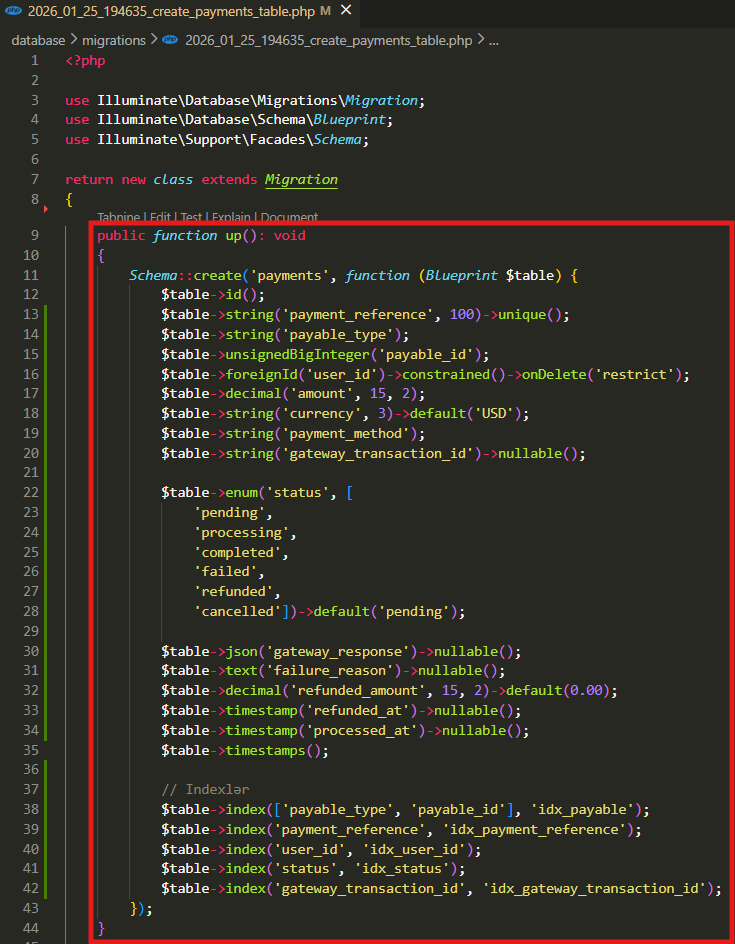 php 2026_01_25_194635_create_payments_table.php M ×
database > migrations > php 2026_01_25_194635_create_payments_table.php > ...
1 <?php
2
3 use Illuminate\Database\Migrations\Migration;
4 use Illuminate\Database\Schema\Blueprint;
5 use Illuminate\Support\Facades\Schema;
6
7 return new class extends Migration
8 {
Tabnine | Edit | Test | Explain | Document
9     public function up(): void
10     {
11         Schema::create('payments', function (Blueprint $table) {
12             $table->id();
13             $table->string('payment_reference', 100)->unique();
14             $table->string('payable_type');
15             $table->unsignedBigInteger('payable_id');
16             $table->foreignId('user_id')->constrained()->onDelete('restrict');
17             $table->decimal('amount', 15, 2);
18             $table->string('currency', 3)->default('USD');
19             $table->string('payment_method');
20             $table->string('gateway_transaction_id')->nullable();
21
22             $table->enum('status', [
23                 'pending',
24                 'processing',
25                 'completed',
26                 'failed',
27                 'refunded',
28                 'cancelled'])->default('pending');
29
30             $table->json('gateway_response')->nullable();
31             $table->text('failure_reason')->nullable();
32             $table->decimal('refunded_amount', 15, 2)->default(0.00);
33             $table->timestamp('refunded_at')->nullable();
34             $table->timestamp('processed_at')->nullable();
35             $table->timestamps();
36
37             // Indexlər
38             $table->index(['payable_type', 'payable_id'], 'idx_payable');
39             $table->index('payment_reference', 'idx_payment_reference');
40             $table->index('user_id', 'idx_user_id');
41             $table->index('status', 'idx_status');
42             $table->index('gateway_transaction_id', 'idx_gateway_transaction_id');
43         });
44     }